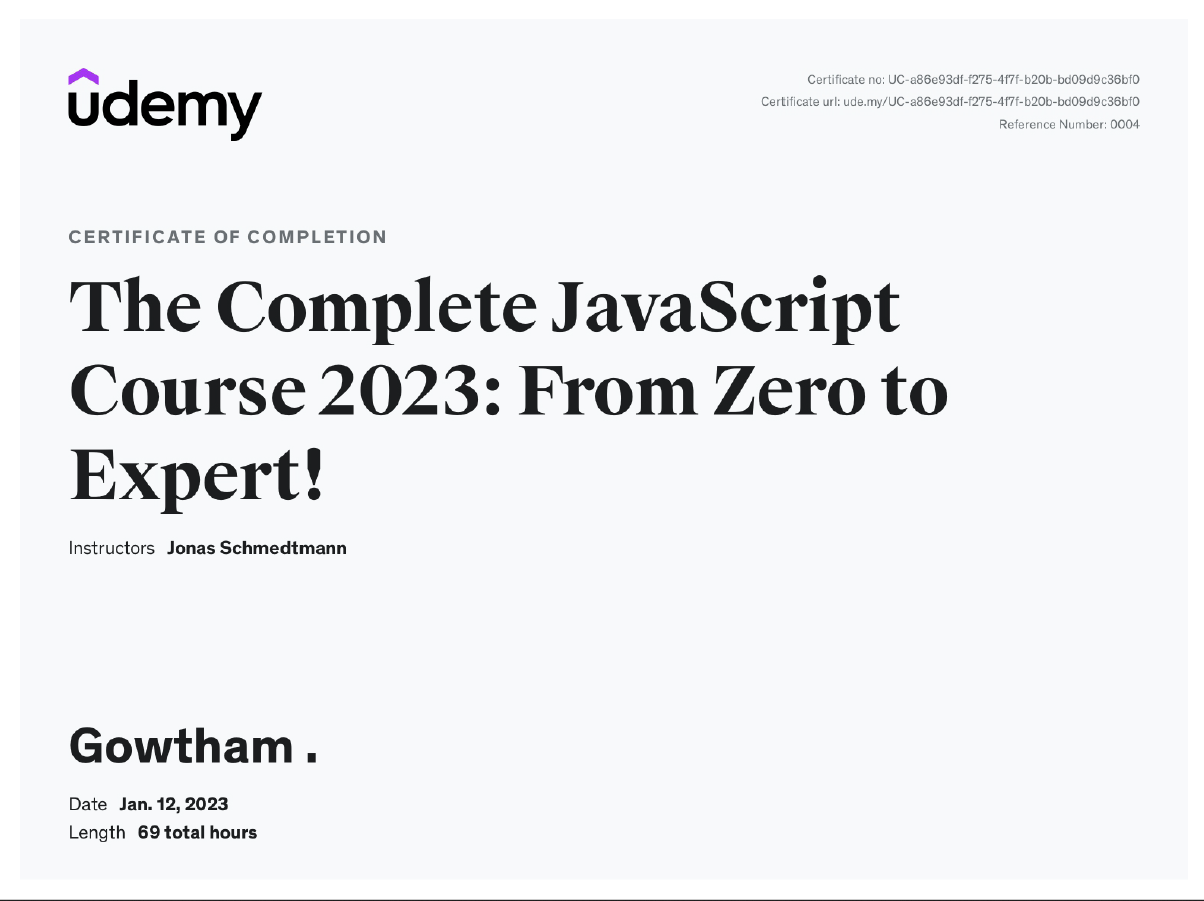 udemy
Certificate no: UC-a86e93df-f275-4f7f-b20b-bd09d9c36bf0
Certificate url: ude.my/UC-a86e93df-f275-4f7f-b20b-bd09d9c36bf0
Reference Number: 0004
CERTIFICATE OF COMPLETION
The Complete JavaScript
Course 2023: From Zero to
Expert!
Instructors Jonas Schmedtmann
Gowtham .
Date Jan. 12, 2023
Length 69 total hours